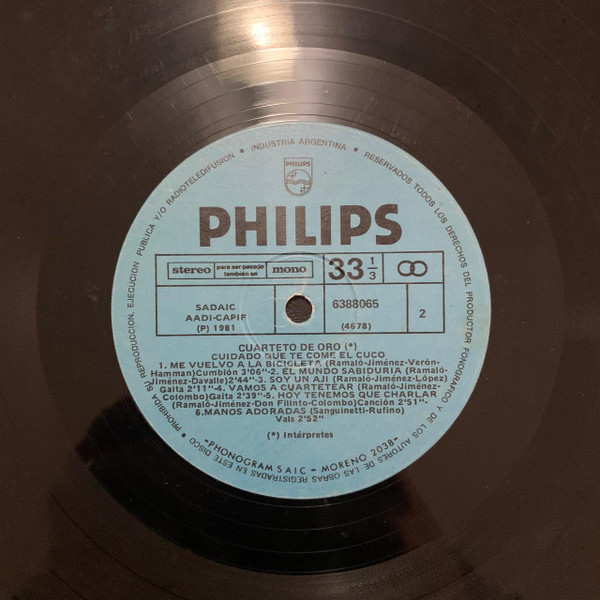 INDUSTRIA ARGENTINA • RESERVADOS TODOS LOS DERECHOS DEL PRODUCTOR FONOGRAFICO Y DE LOS AUTORES DE LAS OBRAS REGISTRADAS EN ESTE DISCO • PROHIBIDA SU REPRODUCCION, EJECUCION PUBLICA Y/O RADIOTELEDIFUSION •
PHILIPS
PHILIPS
stereo para ser pasado también en mono 33 1/3
SADAIC
AADI-CAPIF
(P) 1981
6388065
(4678)
2
CUARTETO DE ORO (*)
CUIDADO QUE TE COME EL CUCO
1. ME VUELVO A LA BICICLETA (Ramaló-Jiménez-Verón-
Hamman)Cumbión 3'06"-2. EL MUNDO SABIDURIA (Ramaló-
Jiménez-Davalle)2'44"-3. SOY UN AJI (Ramaló-Jiménez-López)
Gaita 2'11"-4. VAMOS A CUARTETEAR (Ramaló-Jiménez-
Colombo)Gaita 2'39"-5. HOY TENEMOS QUE CHARLAR
(Ramaló-Jiménez-Don Filinto-Colombo)Canción 2'51"-
6.MANOS ADORADAS (Sanguinetti-Rufino)
Vals 2'52"
(*) Intérpretes
-PHONOGRAM S A I C - MORENO 2038-